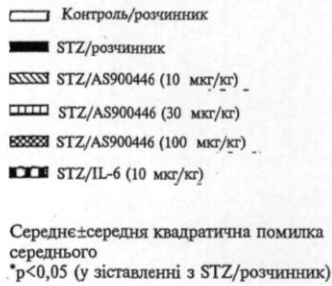 Контроль/розчинник
STZ/розчинник
STZ/AS900446 (10 мкг/кг)
STZ/AS900446 (30 мкг/кг)
STZ/AS900446 (100 мкг/кг)
STZ/IL-6 (10 мкг/кг)
Середнє±середня квадратична помилка
середнього
*p<0,05 (у зіставленні з STZ/розчинник)